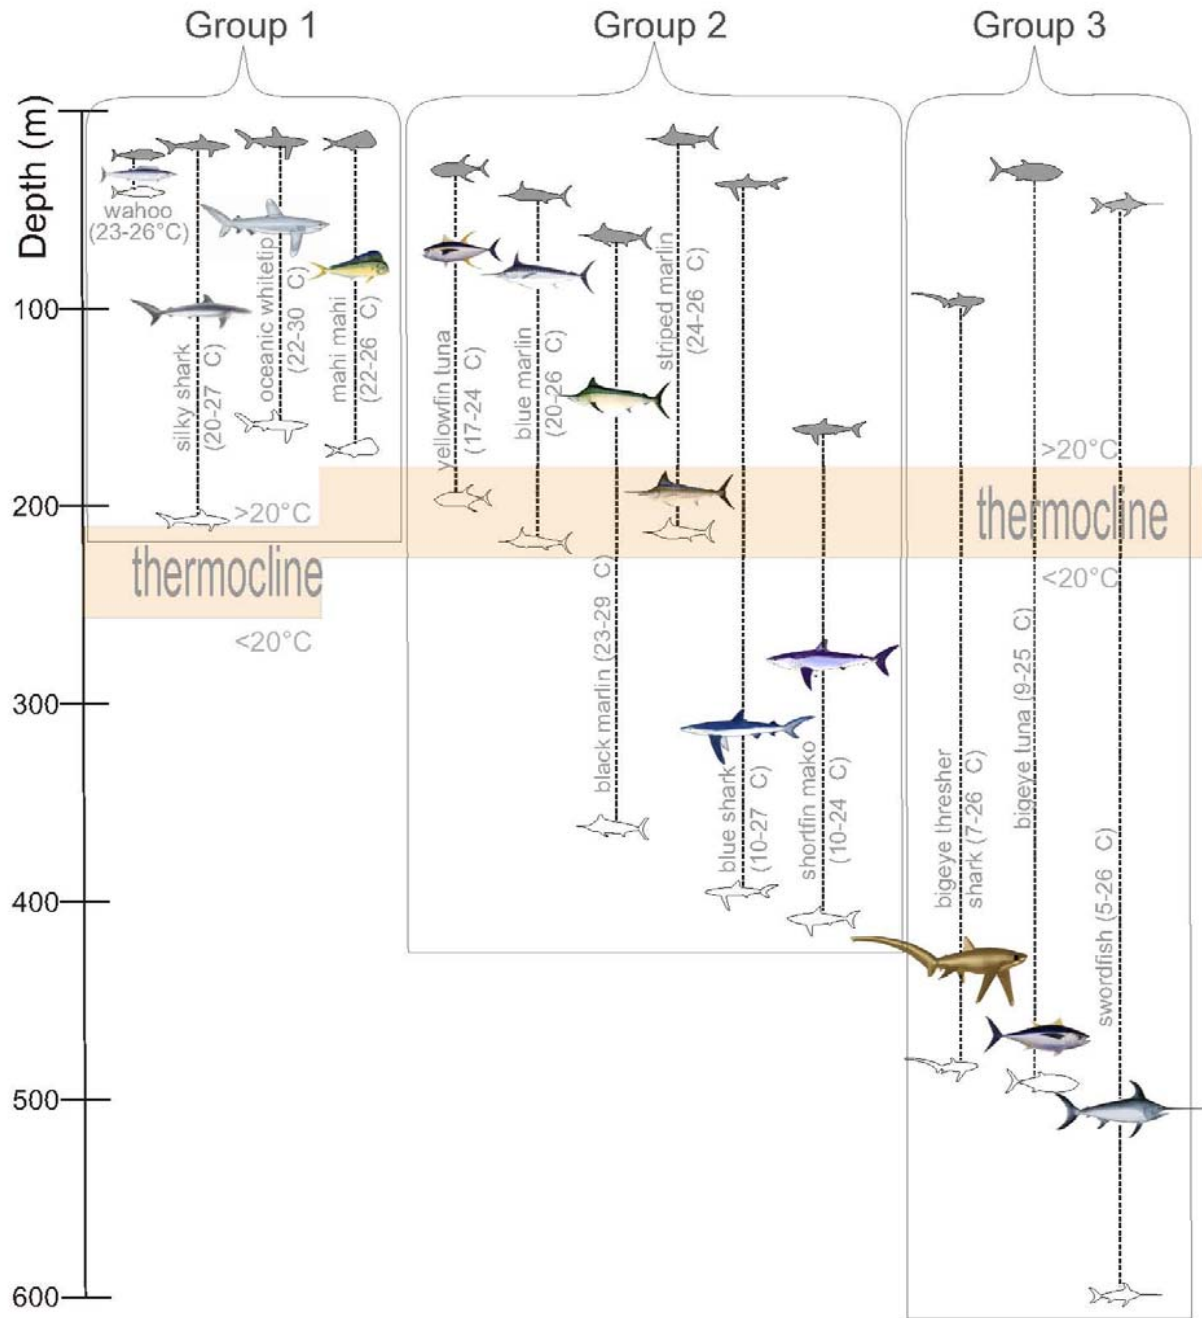 Group 1
Group 2
Group 3
Depth (m)
100
200
300
400
500
600
wahoo
(23-26°C)
silky shark
(20-27 C)
oceanic whitetip
(22-30 C)
mahi mahi
(22-26 C)
>20°C
thermocline
<20°C
yellowfin tuna
(17-24 C)
blue marlin
(20-26 C)
black marlin (23-29 C)
striped marlin
(24-26 C)
blue shark
(10-27 C)
shortfin mako
(10-24 C)
bigeye thresher
shark (7-26 C)
bigeye tuna (9-25 C)
swordfish (5-26 C)
>20°C
thermocline
<20°C